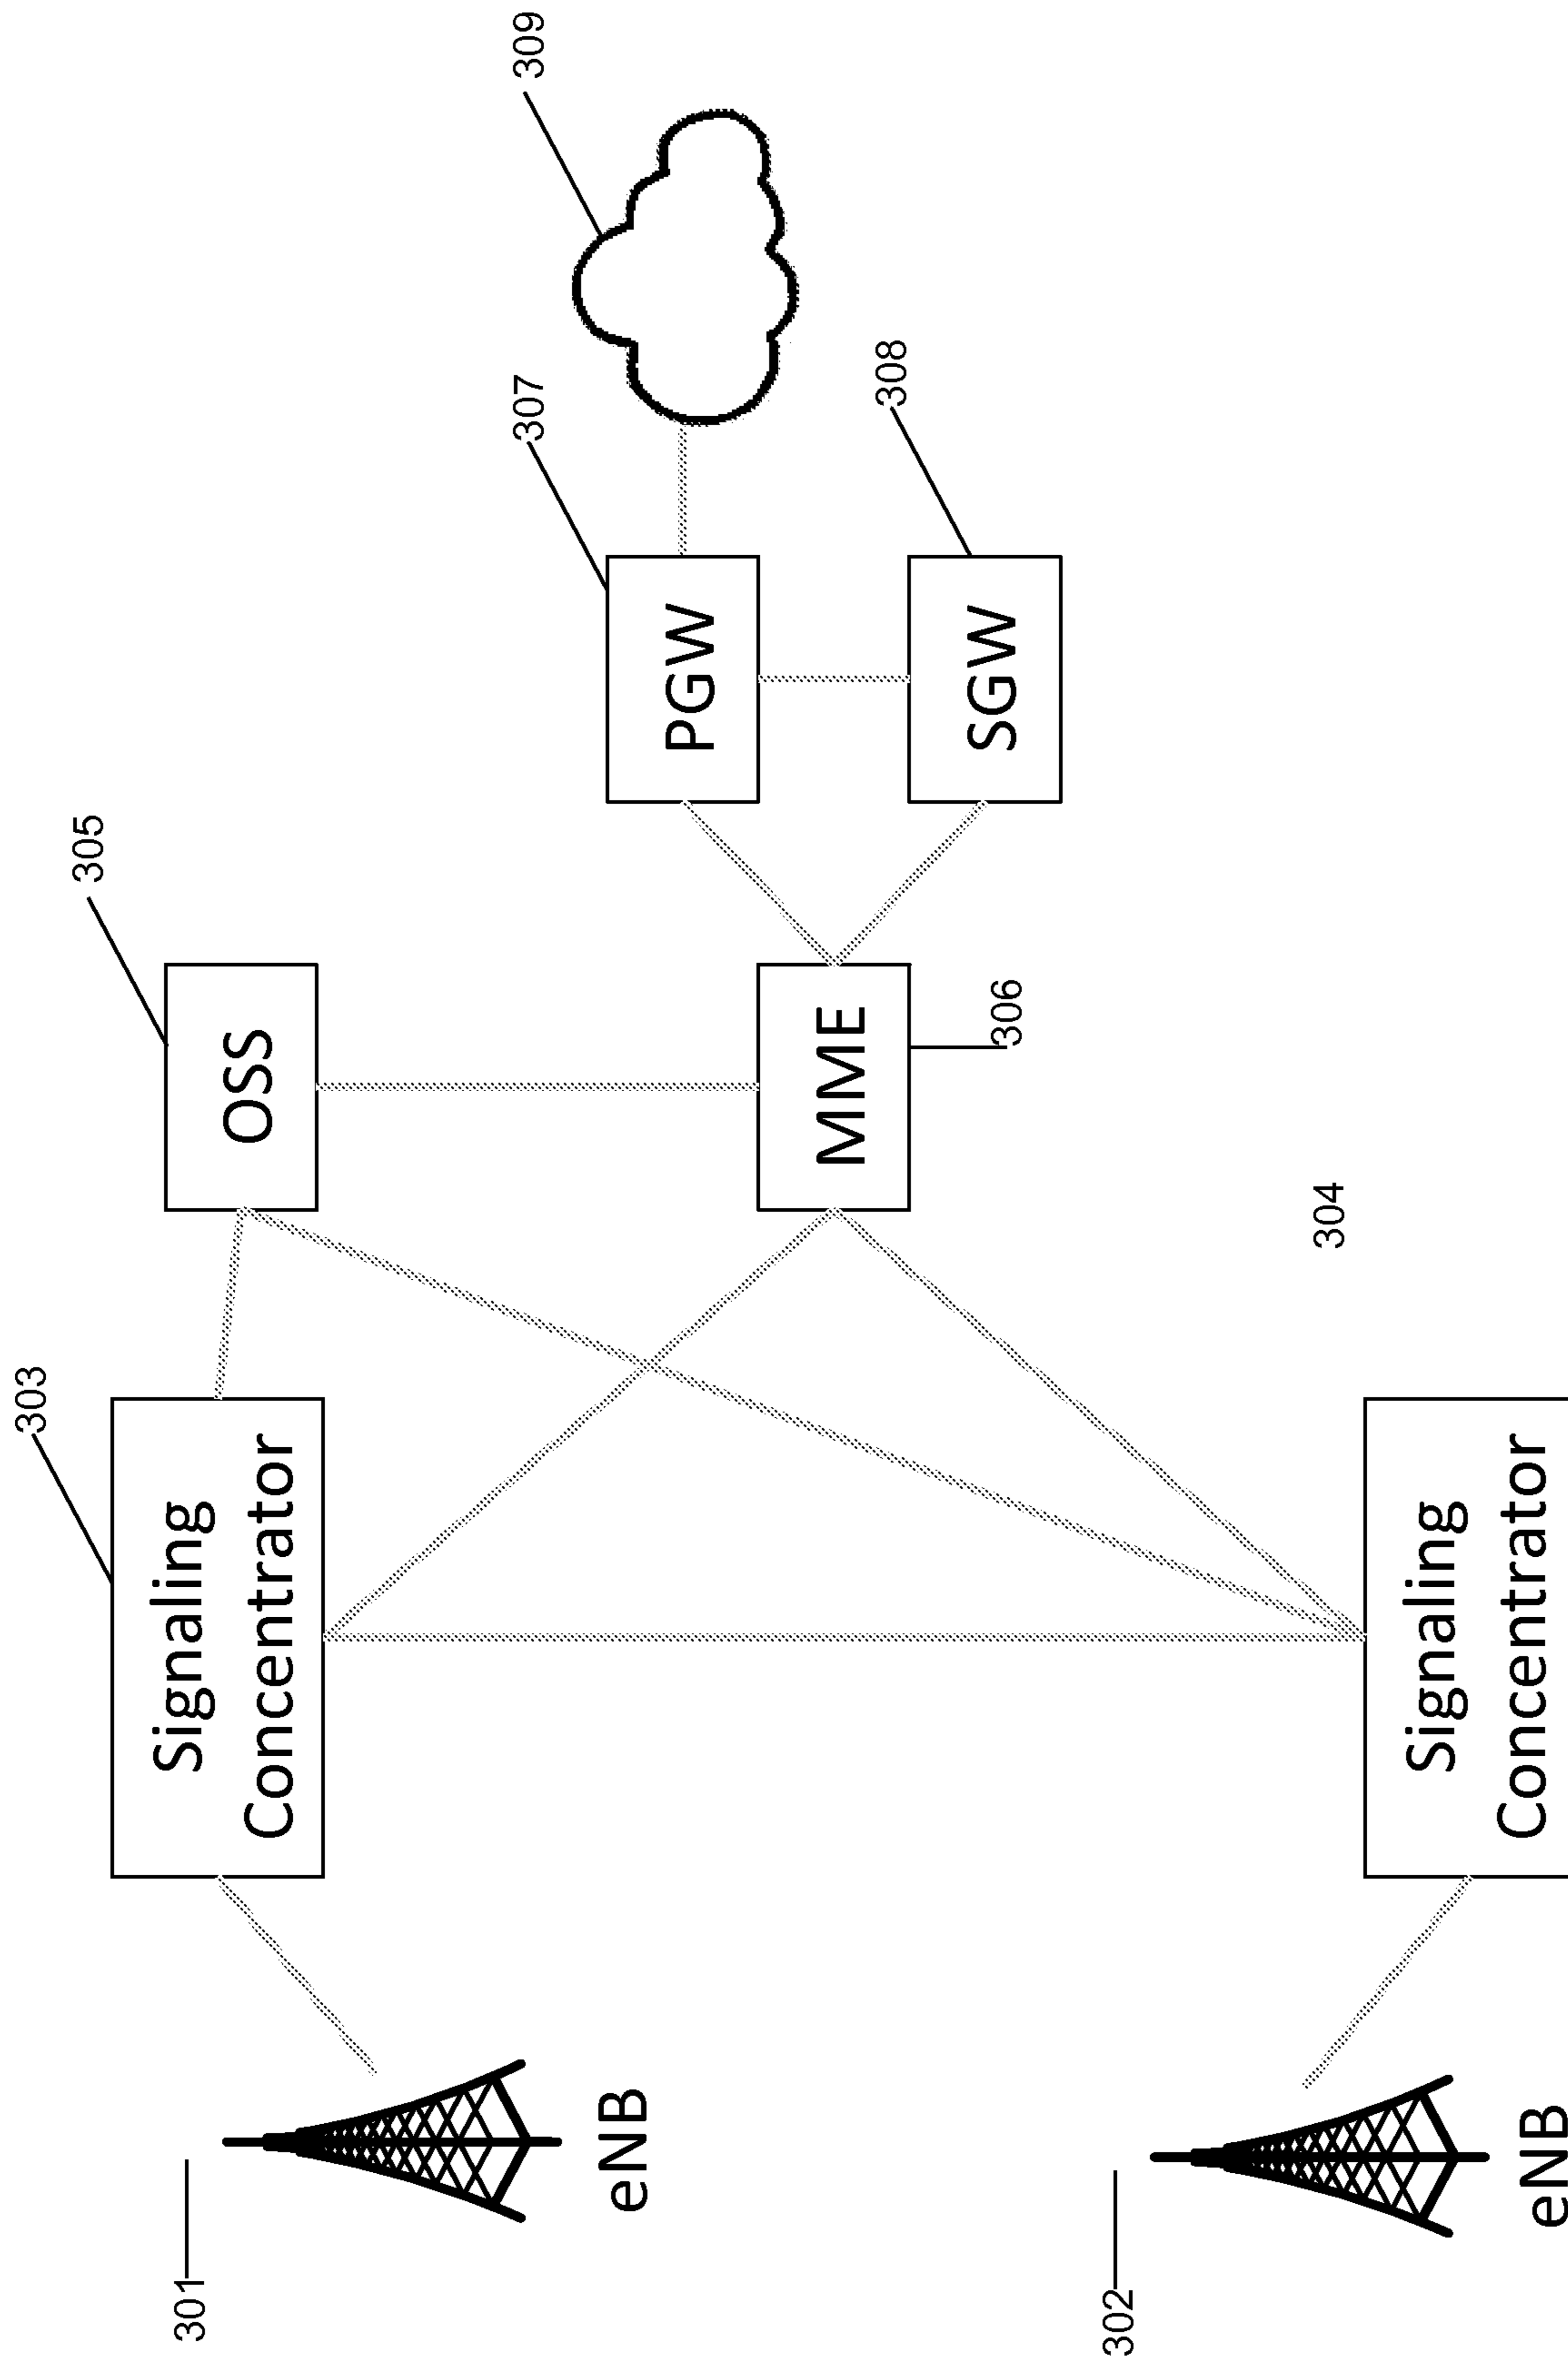 303
305
Signaling
Concentrator
OSS
301
eNB
307
309
PGW
MME
306
308
SGW
304
302
Signaling
Concentrator
eNB